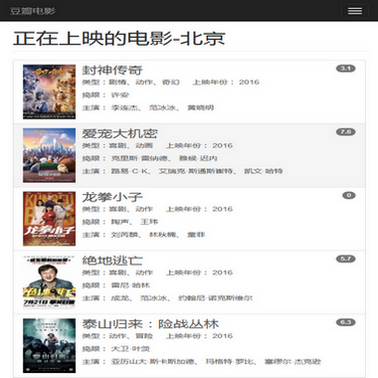 豆瓣电影
正在上映的电影-北京
封神传奇 3.1
类型：剧情、动作、奇幻 上映年份：2016
导演：许安
主演：李连杰、范冰冰、黄晓明
爱宠大机密 7.6
类型：喜剧、动画 上映年份：2016
导演：克里斯·雷纳德、雅候·迟内
主演：路易·C·K、艾瑞克·斯通斯崔特、凯文·哈特
龙拳小子 0
类型：喜剧、动作 上映年份：2016
导演：陶声、王玮
主演：刘芮麟、林秋楠、童菲
绝地逃亡 5.7
类型：喜剧、动作 上映年份：2016
导演：雷尼·哈林
主演：成龙、范冰冰、约翰尼·诺克斯维尔
泰山归来：险战丛林 6.3
类型：动作、冒险 上映年份：2016
导演：大卫·叶茨
主演：亚历山大·斯卡斯加德、玛格特·罗比、塞缪尔·杰克逊